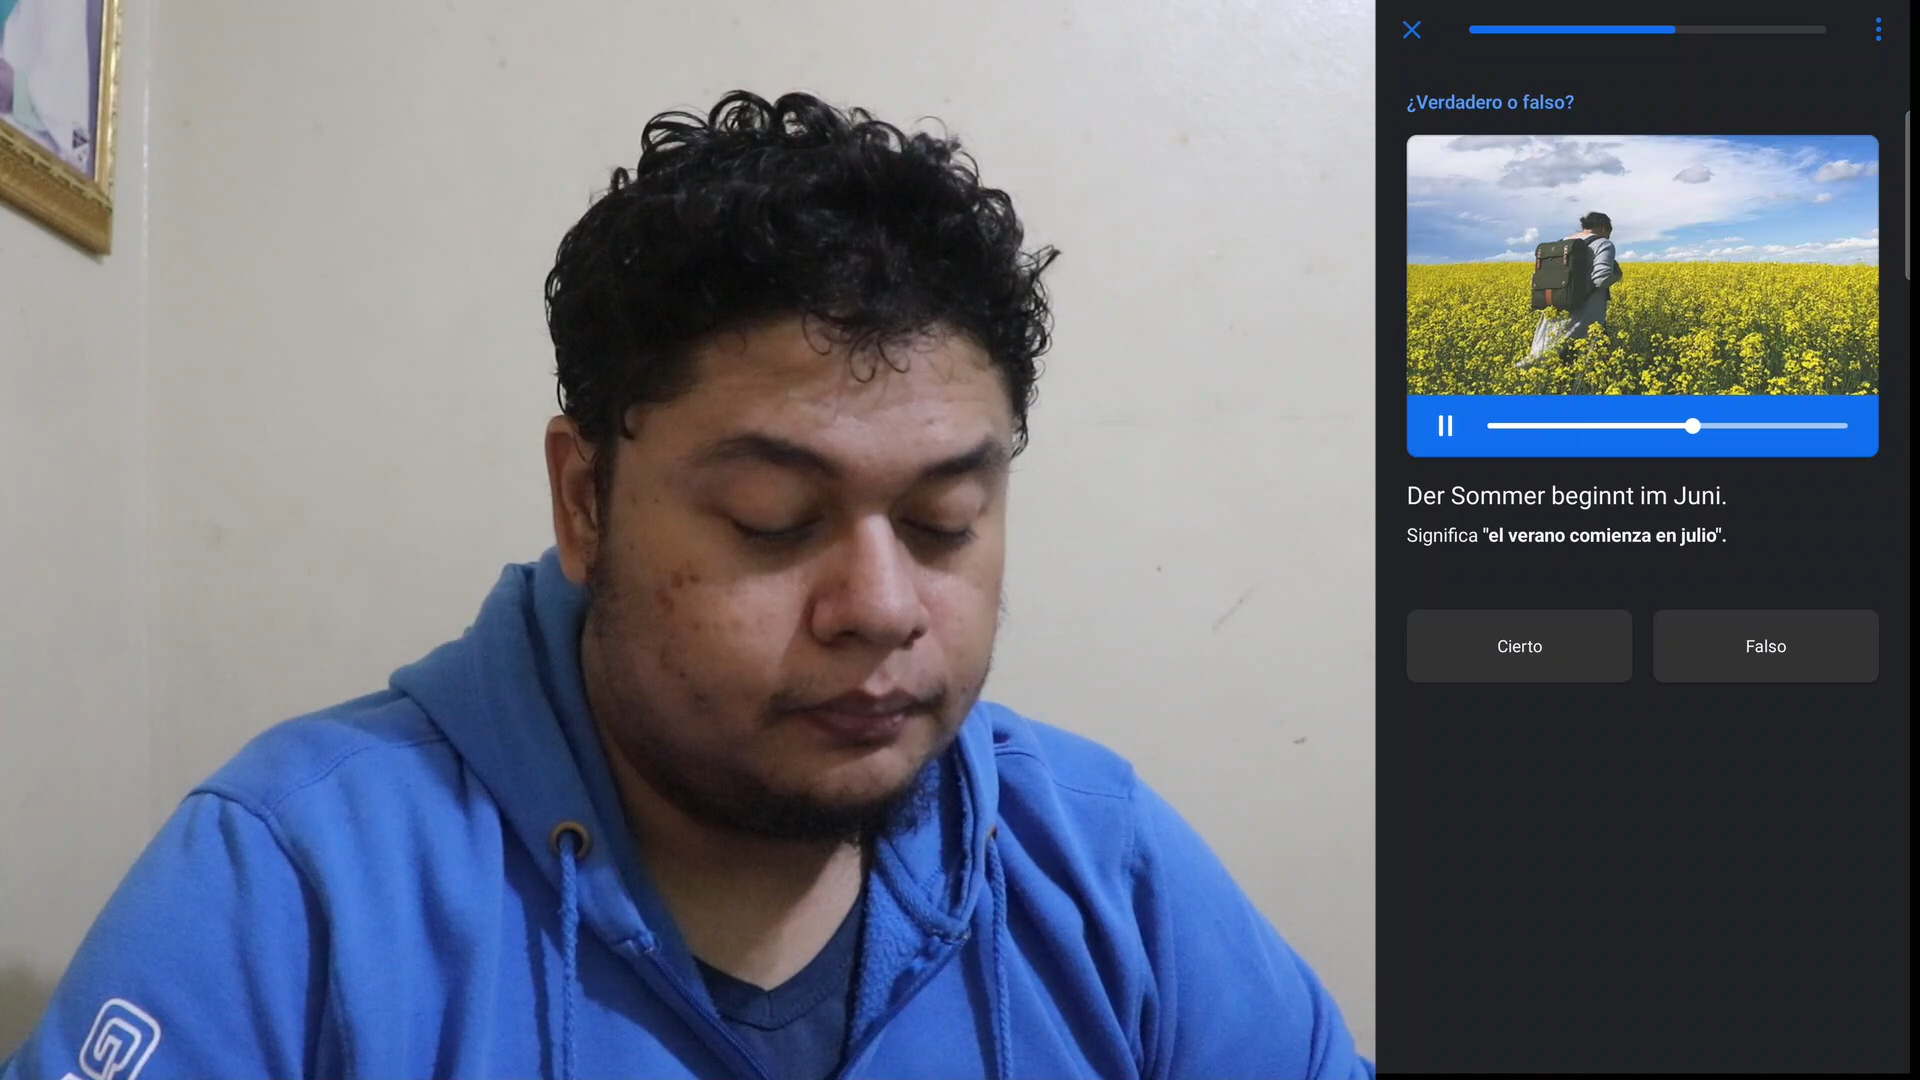 ¿Verdadero o falso?
Der Sommer beginnt im Juni.
Significa "el verano comienza en julio".
Cierto
Falso